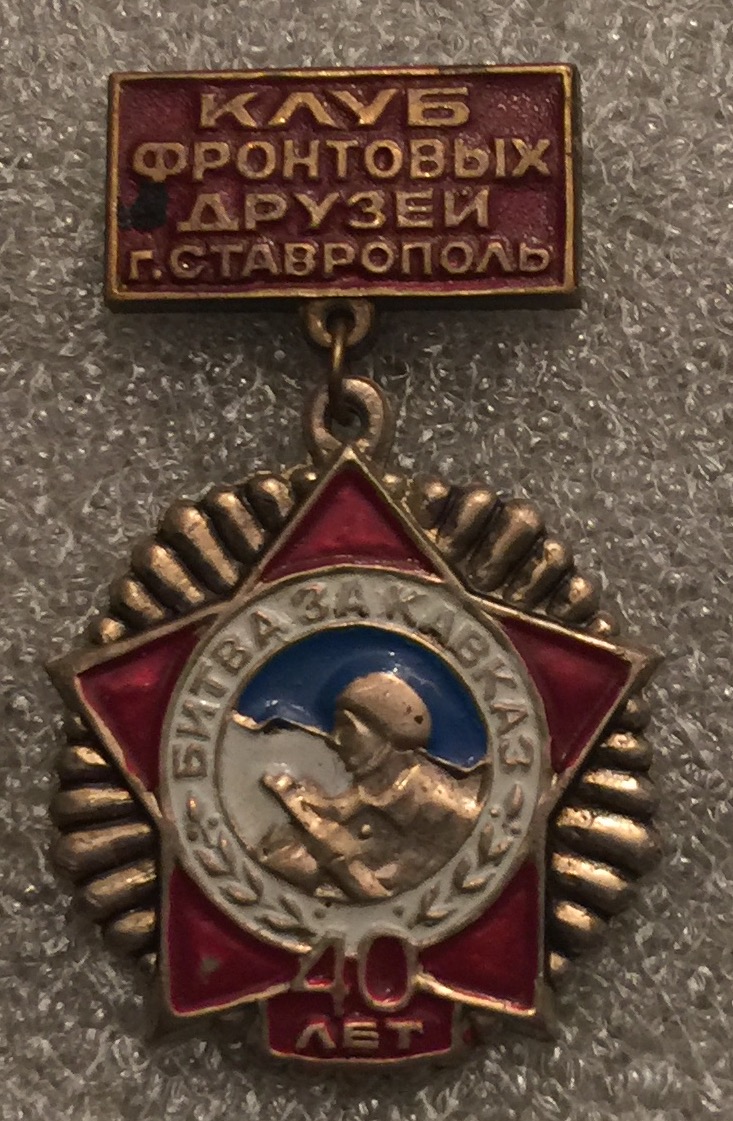 КЛУБ
ФРОНТОВЫХ
ДРУЗЕЙ
г. СТАВРОПОЛЬ
БИТВА ЗА КАВКАЗ
40
ЛЕТ